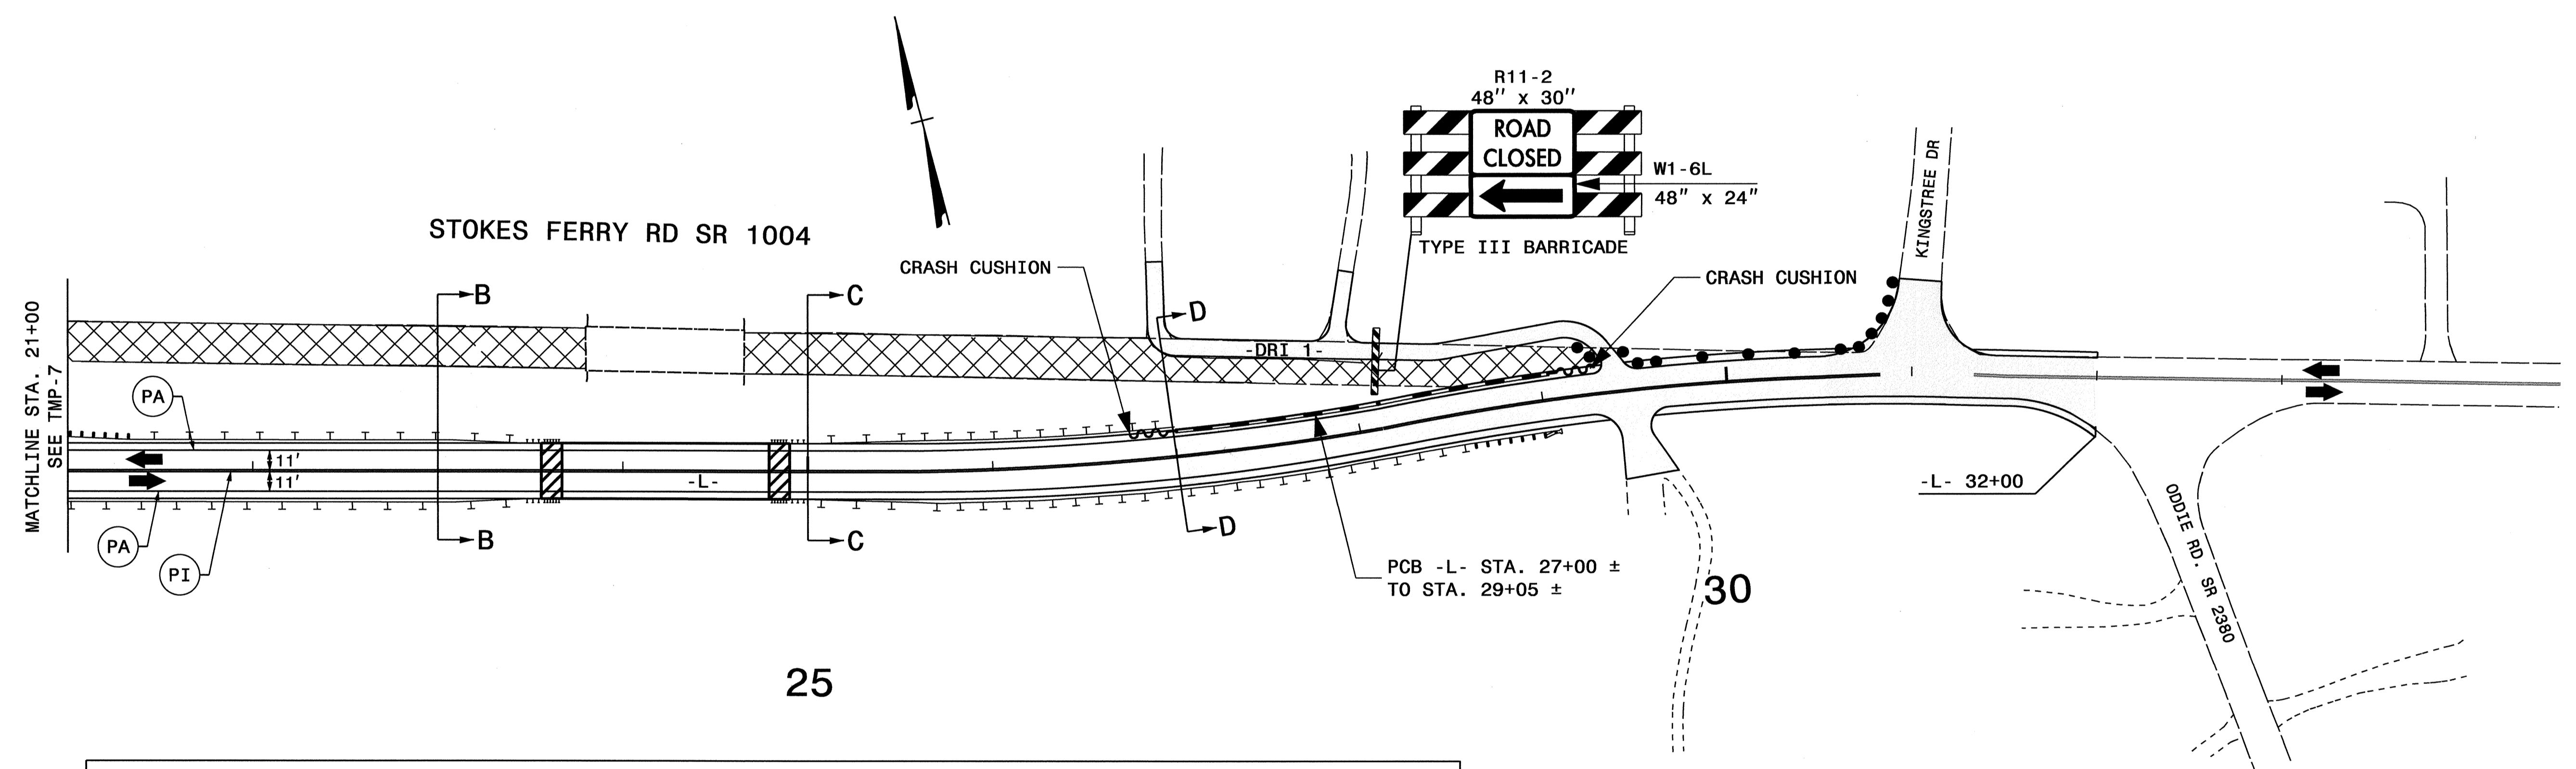 R11-2
48" x 30"
ROAD
CLOSED
W1-6L
48" x 24"
TYPE III BARRICADE
STOKES FERRY RD SR 1004
CRASH CUSHION
CRASH CUSHION
KINGSTREE DR
B
C
D
-DRI 1-
MATCHLINE STA. 21+00
SEE TMP-7
PA
11'
11'
-L-
-L- 32+00
B
C
D
PA
PI
PCB -L- STA. 27+00 ±
TO STA. 29+05 ±
30
ODDIE RD. SR 2380
25